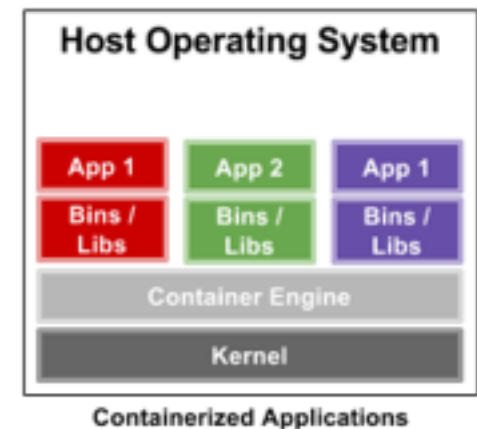 Host Operating System
App 1
App 2
App 1
Bins /
Libs
Bins /
Libs
Bins /
Libs
Container Engine
Kernel
Containerized Applications